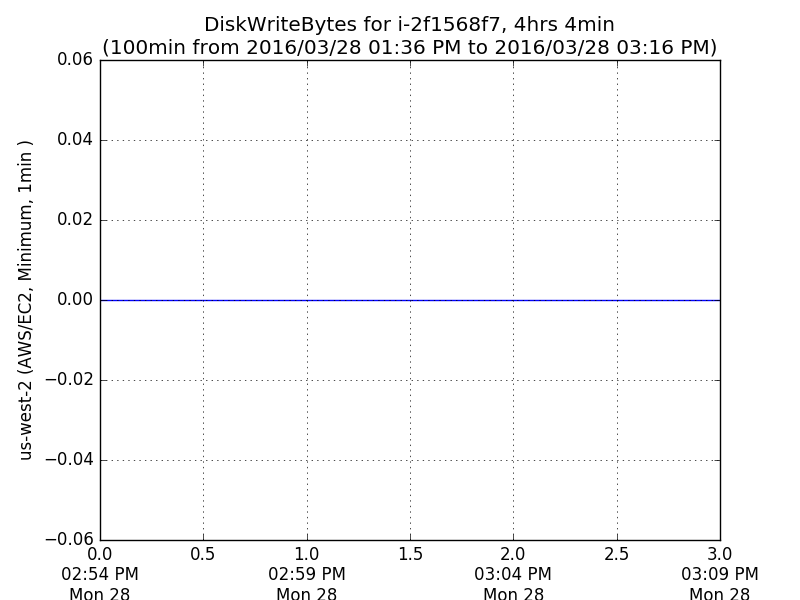 DiskWriteBytes for i-2f1568f7, 4hrs 4min
(100min from 2016/03/28 01:36 PM to 2016/03/28 03:16 PM)
us-west-2 (AWS/EC2, Minimum, 1min )
0.06
0.04
0.02
0.00
−0.02
−0.04
−0.06
0.0 0.5 1.0 1.5 2.0 2.5 3.0
02:54 PM 02:59 PM 03:04 PM 03:09 PM
Mon 28 Mon 28 Mon 28 Mon 28